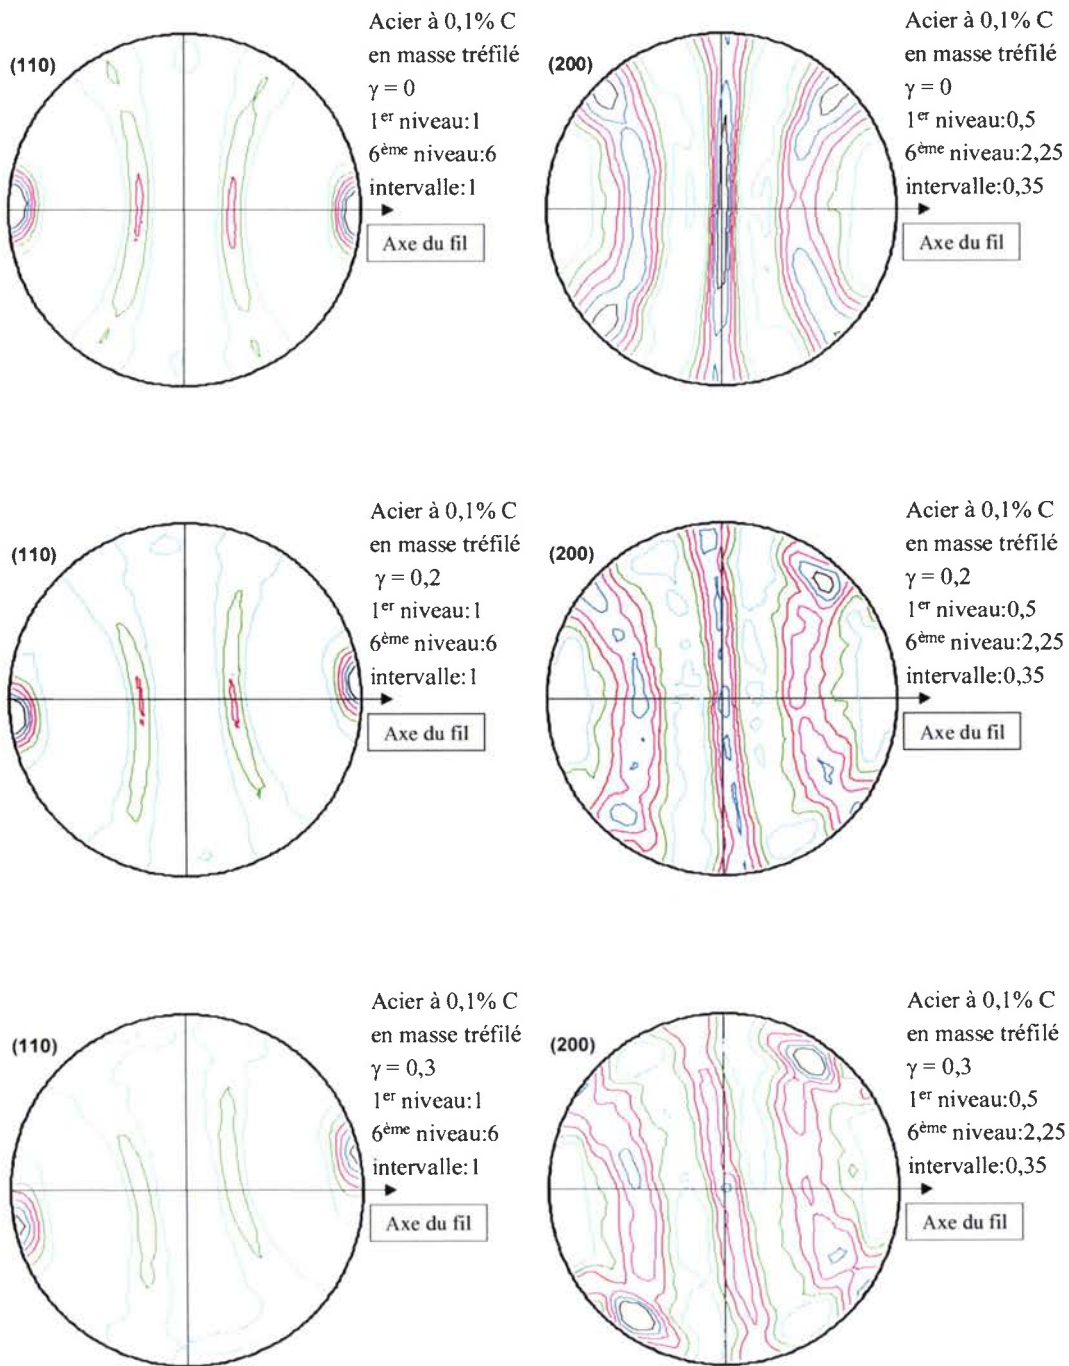 (110)
Acier à 0,1% C
en masse tréfilé
γ = 0
1er niveau:1
6ème niveau:6
intervalle:1
Axe du fil
(200)
Acier à 0,1% C
en masse tréfilé
γ = 0
1er niveau:0,5
6ème niveau:2,25
intervalle:0,35
Axe du fil
(110)
Acier à 0,1% C
en masse tréfilé
γ = 0,2
1er niveau:1
6ème niveau:6
intervalle:1
Axe du fil
(200)
Acier à 0,1% C
en masse tréfilé
γ = 0,2
1er niveau:0,5
6ème niveau:2,25
intervalle:0,35
Axe du fil
(110)
Acier à 0,1% C
en masse tréfilé
γ = 0,3
1er niveau:1
6ème niveau:6
intervalle:1
Axe du fil
(200)
Acier à 0,1% C
en masse tréfilé
γ = 0,3
1er niveau:0,5
6ème niveau:2,25
intervalle:0,35
Axe du fil